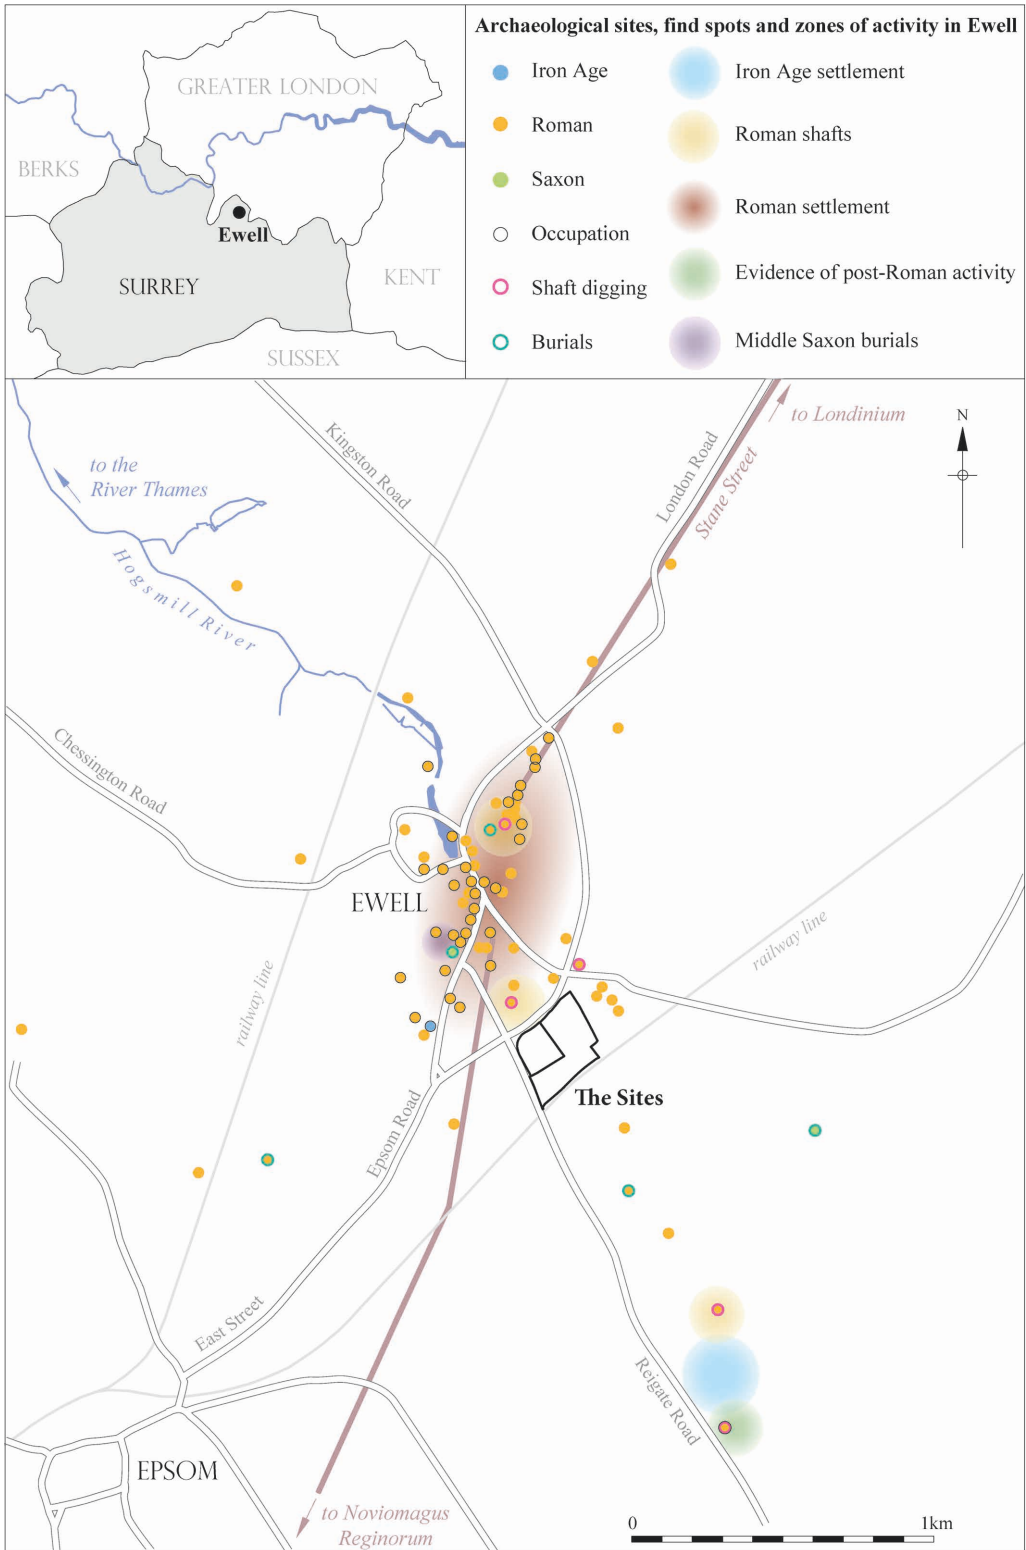 GREATER LONDON
BERKS
Ewell
SURREY
KENT
SUSSEX
Archaeological sites, find spots and zones of activity in Ewell
Iron Age
Roman
Saxon
Occupation
Shaft digging
Burials
Iron Age settlement
Roman shafts
Roman settlement
Evidence of post-Roman activity
Middle Saxon burials
to Londinium
N
Kingston Road
London Road
Stane Street
to the
River Thames
Hogsmill River
Chessington Road
EWELL
railway line
railway line
The Sites
Epsom Road
East Street
Reigate Road
EPSOM
to Noviomagus
Reginorum
0 1km